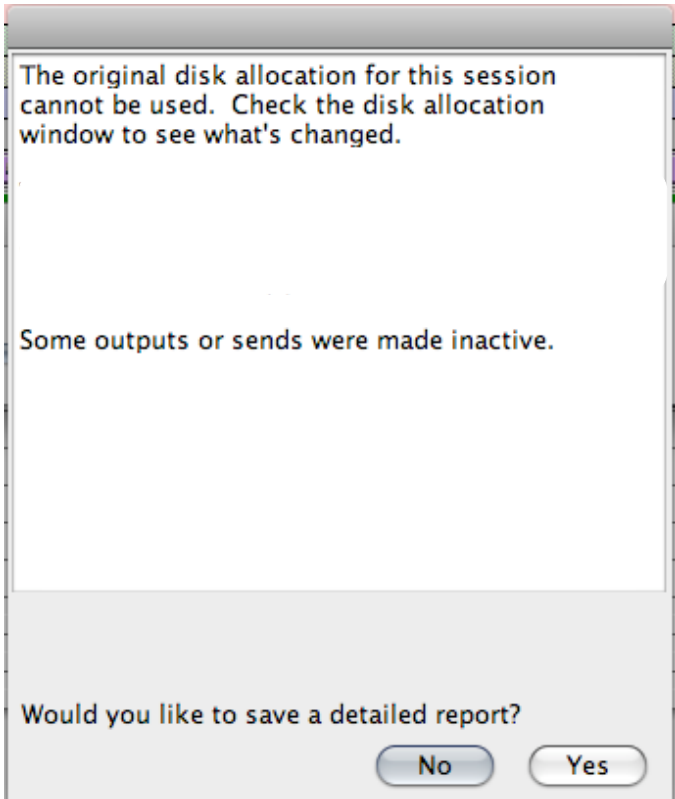 The original disk allocation for this session
cannot be used.  Check the disk allocation
window to see what's changed.
Some outputs or sends were made inactive.
Would you like to save a detailed report?
No
Yes